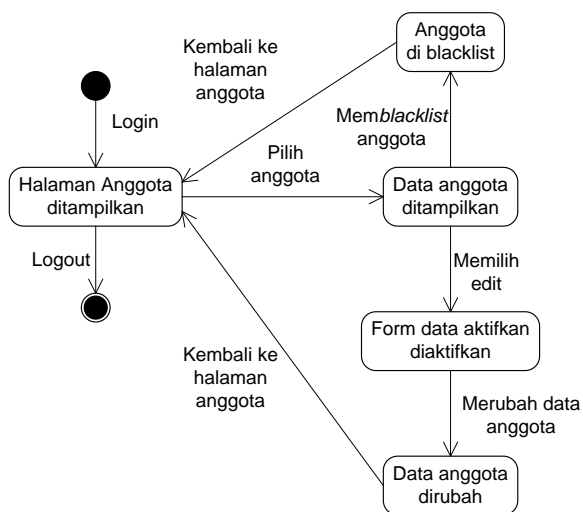 Anggota
di blacklist
Kembali ke
halaman
anggota
Login
Memblacklist
anggota
Pilih
anggota
Halaman Anggota
ditampilkan
Data anggota
ditampilkan
Logout
Memilih
edit
Form data aktifkan
diaktifkan
Kembali ke
halaman
anggota
Merubah data
anggota
Data anggota
dirubah